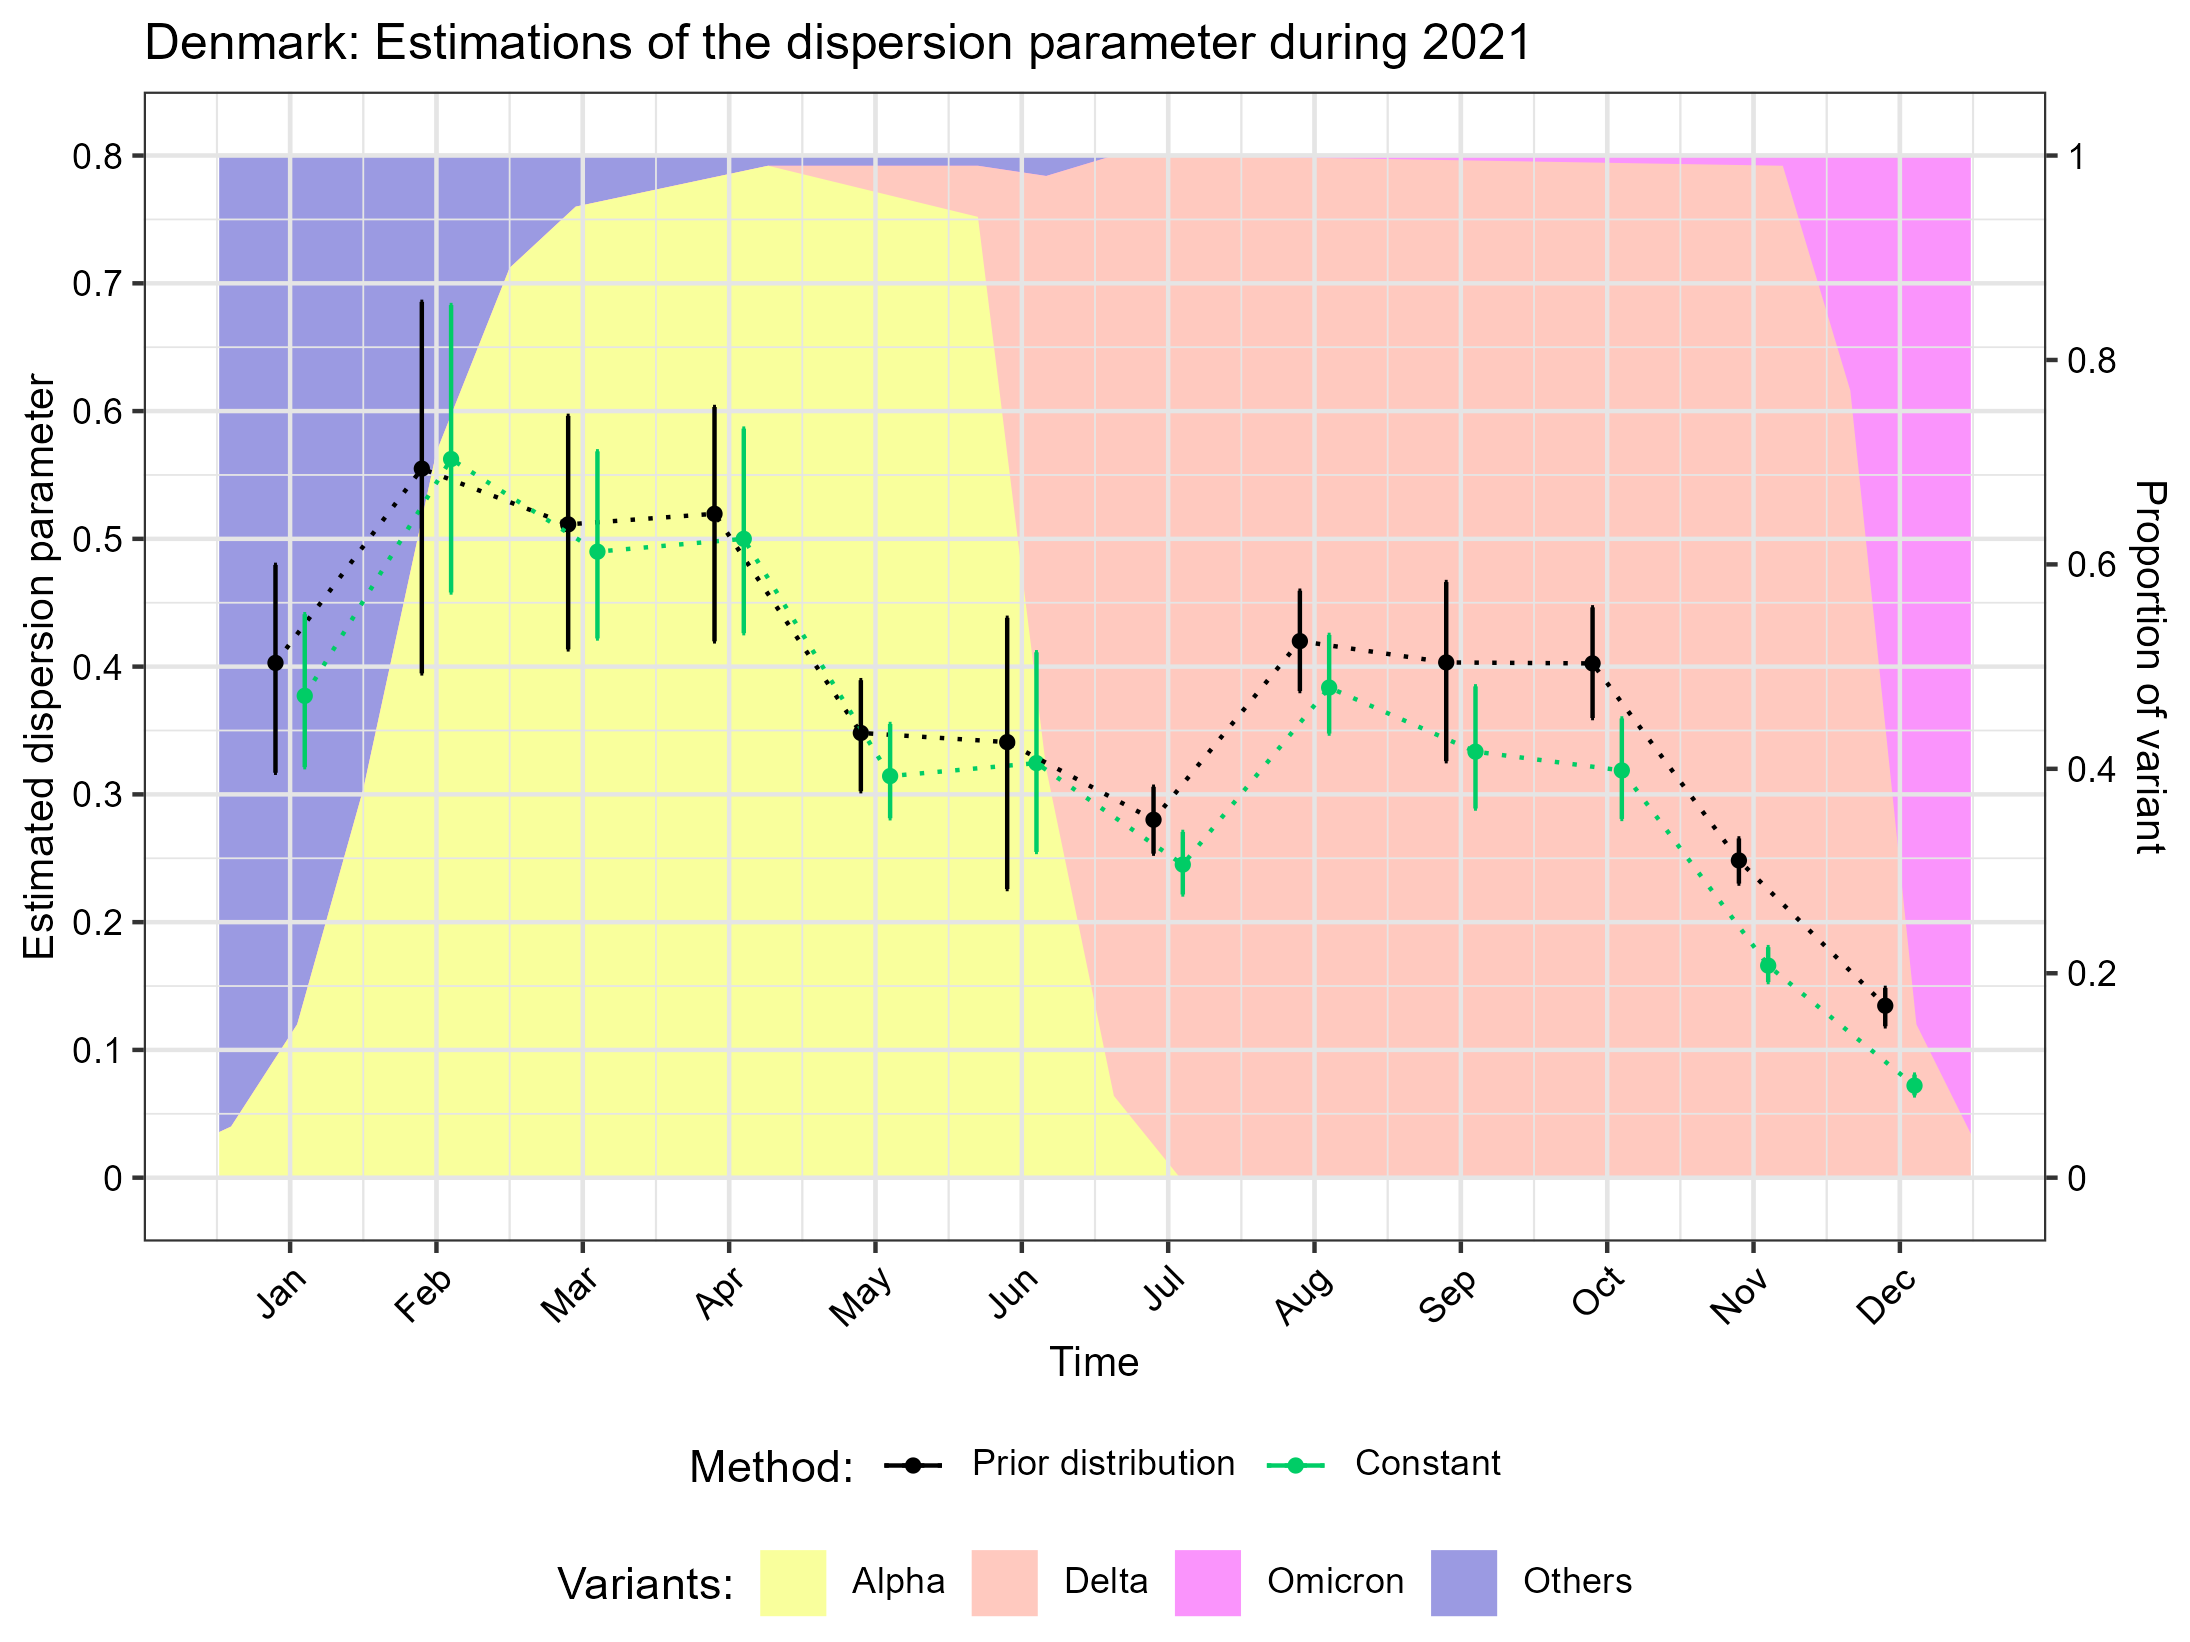 Denmark: Estimations of the dispersion parameter during 2021
Estimated dispersion parameter
0.8
0.7
0.6
0.5
0.4
0.3
0.2
0.1
0
1
0.8
0.6
0.4
0.2
0
Proportion of variant
Jan Feb Mar Apr May Jun Jul Aug Sep Oct Nov Dec
Time
Method: Prior distribution Constant
Variants: Alpha Delta Omicron Others